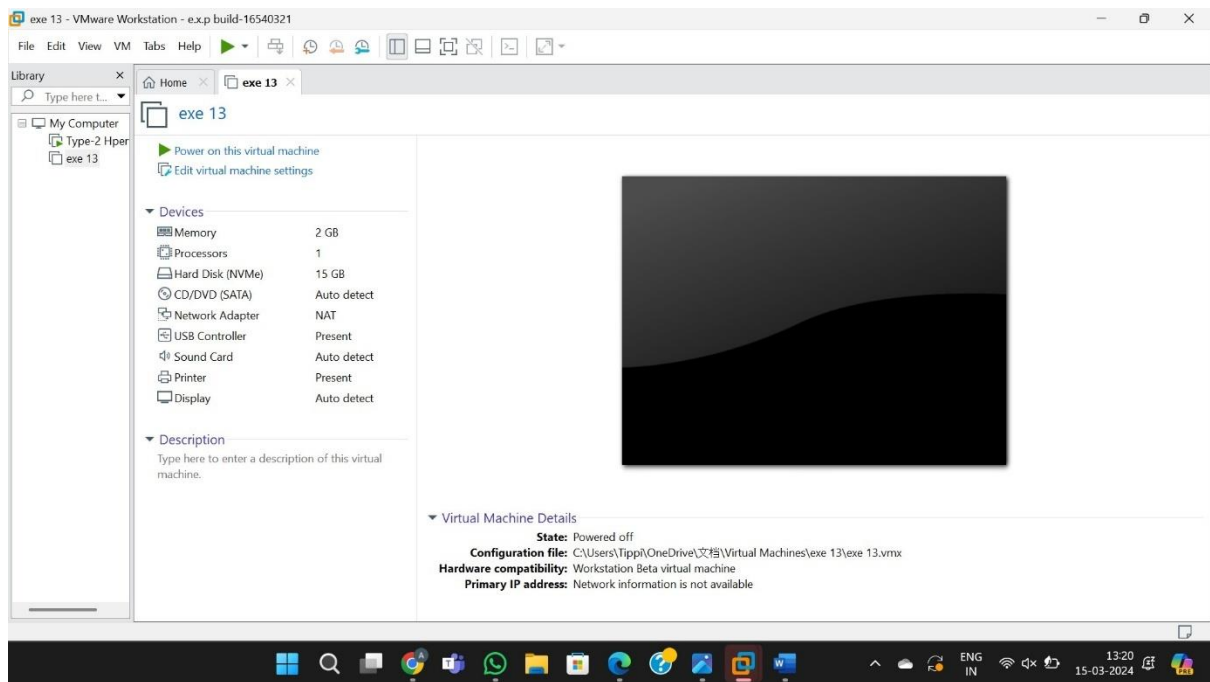 exe 13 - VMware Workstation - e.x.p build-16540321
File Edit View VM Tabs Help
Library
Type here t...
My Computer
Type-2 Hper
exe 13
Home
exe 13
exe 13
Power on this virtual machine
Edit virtual machine settings
Devices
Memory 2 GB
Processors 1
Hard Disk (NVMe) 15 GB
CD/DVD (SATA) Auto detect
Network Adapter NAT
USB Controller Present
Sound Card Auto detect
Printer Present
Display Auto detect
Description
Type here to enter a description of this virtual
machine.
Virtual Machine Details
State: Powered off
Configuration file: C:\Users\Tippi\OneDrive\文档\Virtual Machines\exe 13\exe 13.vmx
Hardware compatibility: Workstation Beta virtual machine
Primary IP address: Network information is not available
ENG
IN
13:20
15-03-2024
PRE